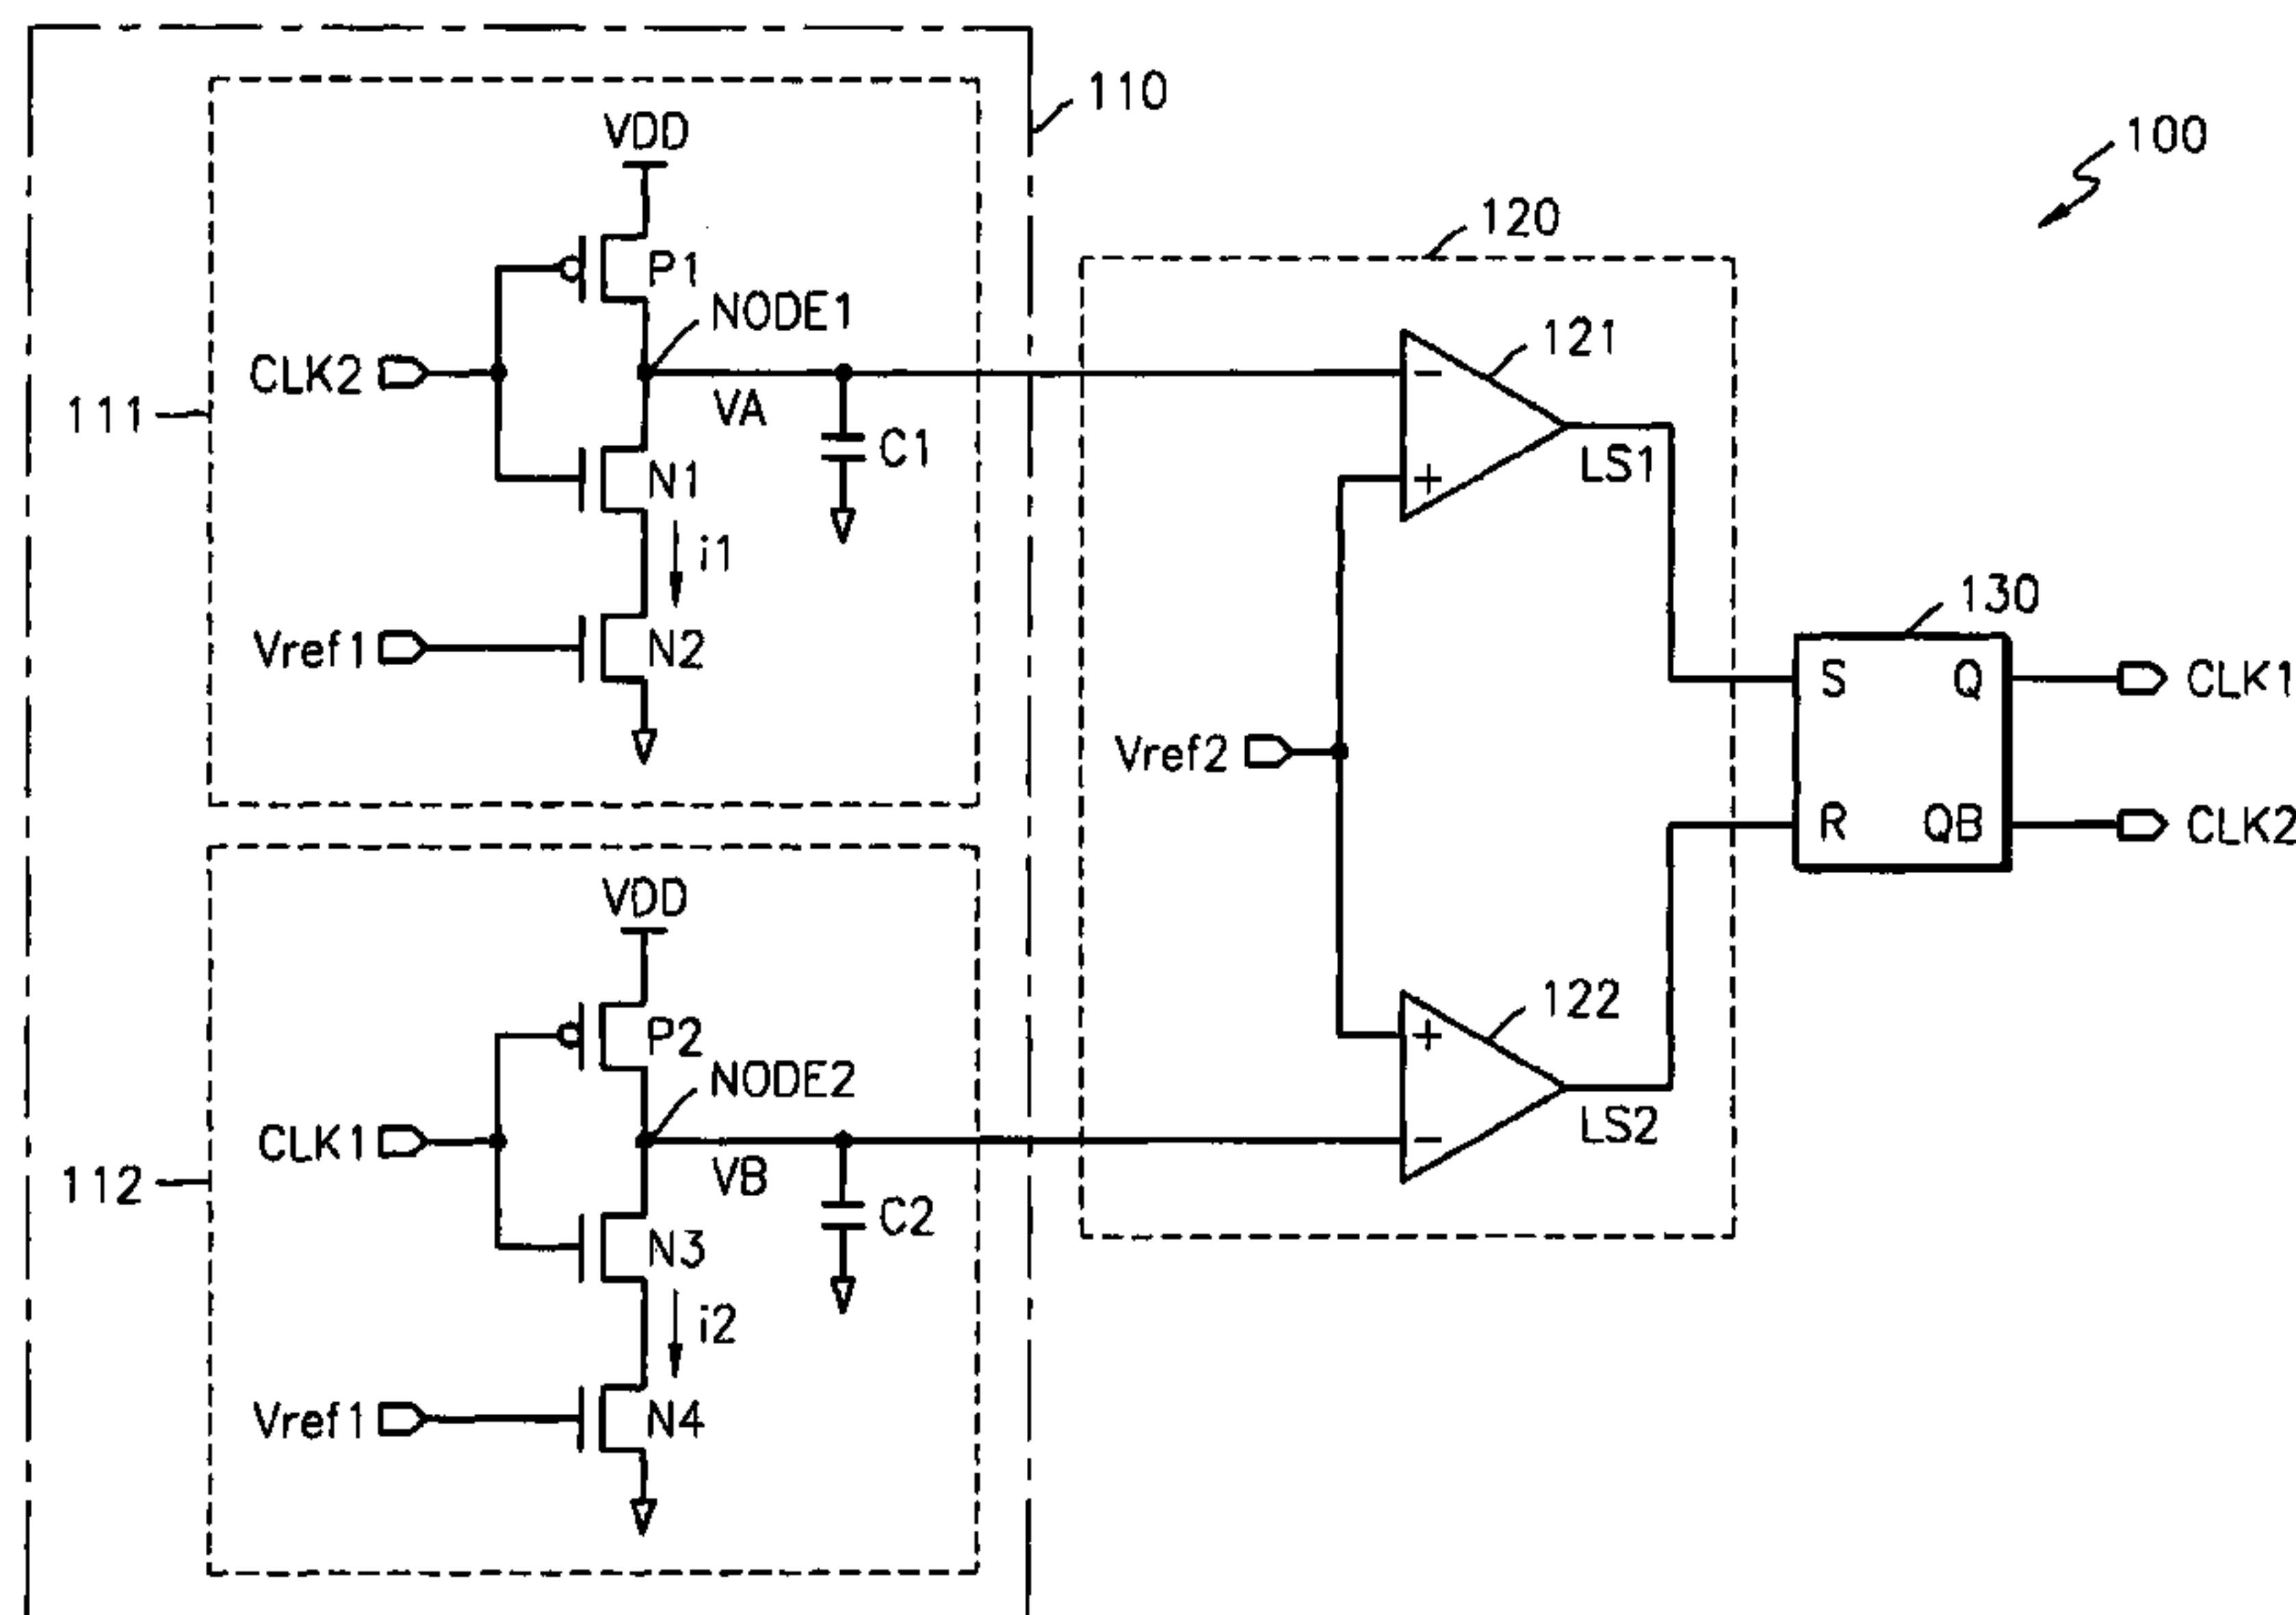 110
100
VDD
120
P1
NODE1
121
CLK2
111
VA
C1
LS1
N1
i1
130
Vref1
N2
S
Q
CLK1
Vref2
R
QB
CLK2
VDD
122
P2
NODE2
LS2
CLK1
112
VB
C2
N3
i2
Vref1
N4
-
+
+
-